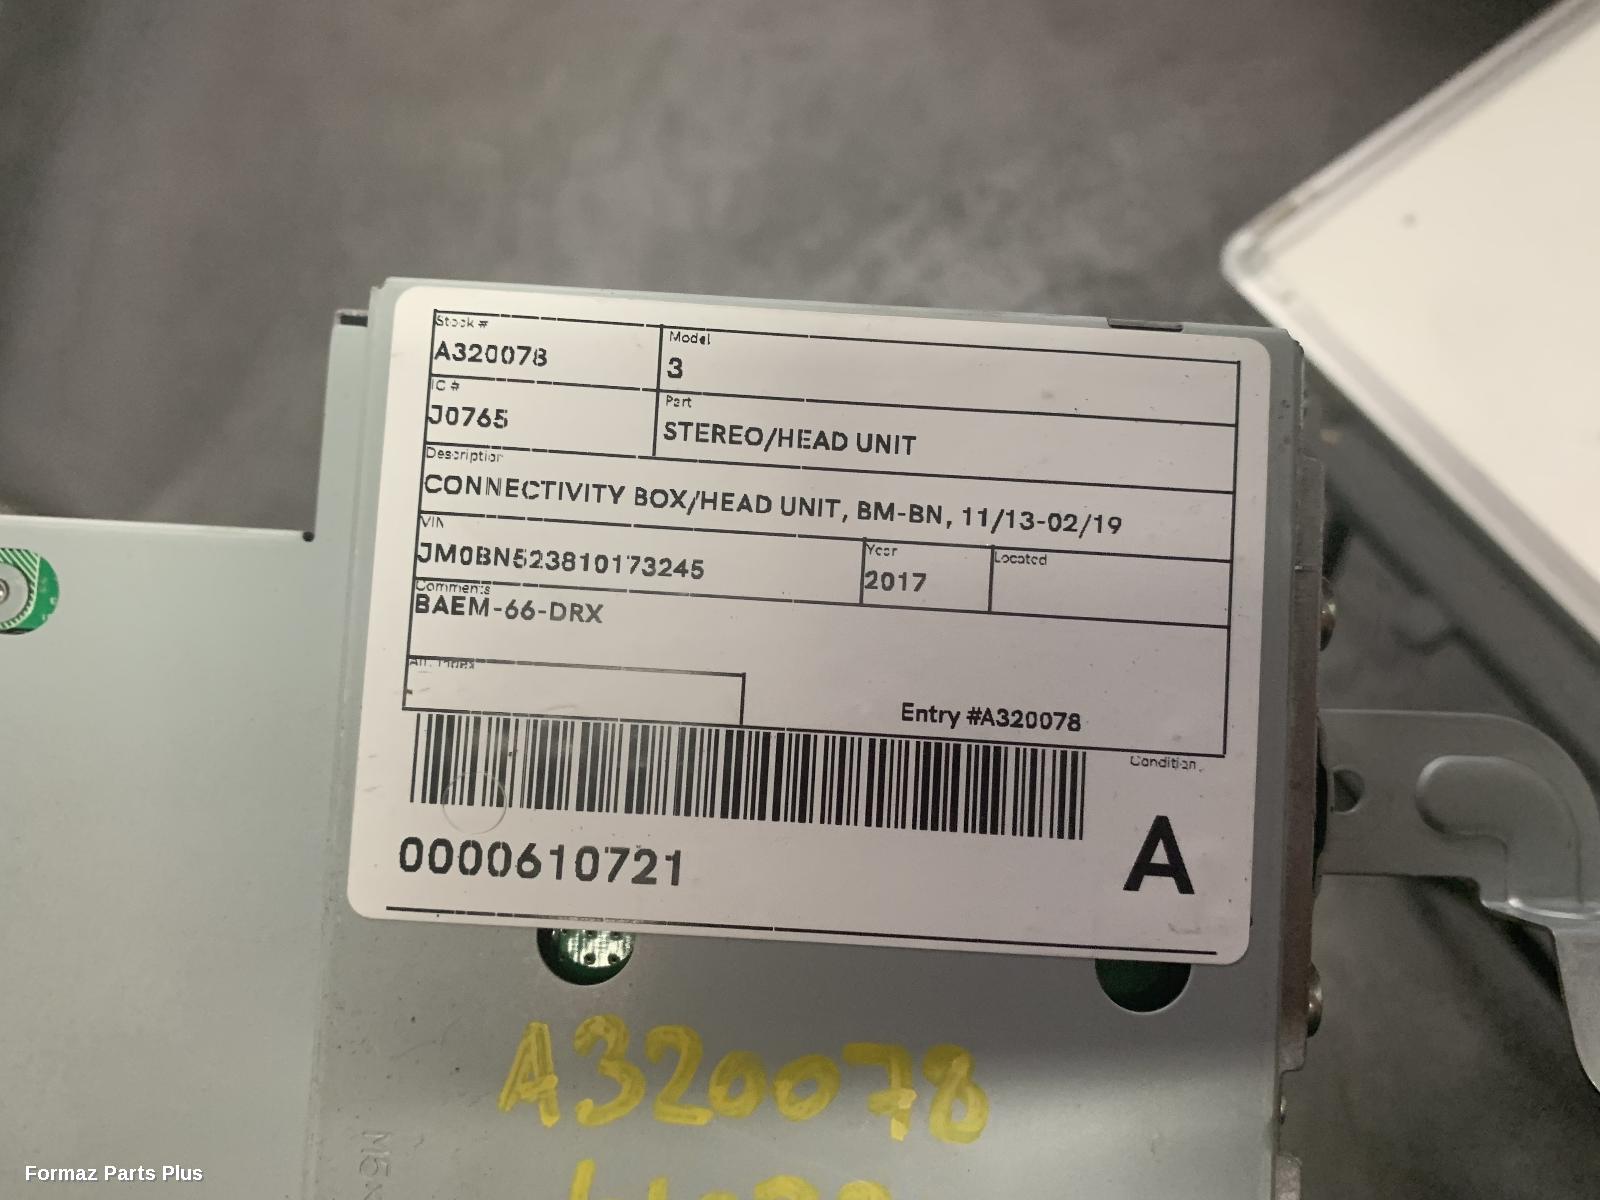 Stock #
A320078
Model
3
IC #
J0765
Part
STEREO/HEAD UNIT
Description
CONNECTIVITY BOX/HEAD UNIT, BM-BN, 11/13-02/19
VIN
JM0BN523810173245
Year
2017
Located
Comments
BAEM-66-DRX
Entry #A320078
Condition
0000610721
A
A320078
Formaz Parts Plus